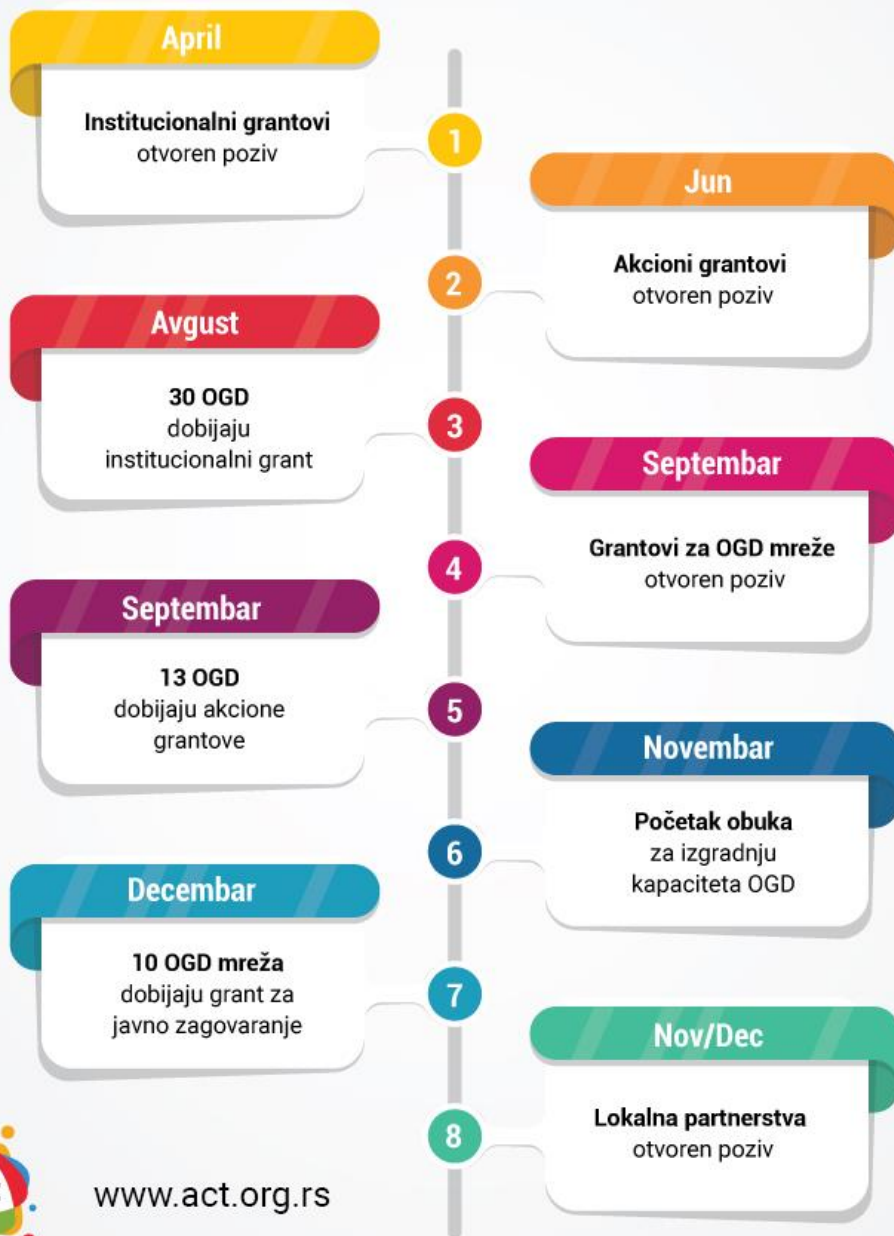 April
Institucionalni grantovi
otvoren poziv
1
Jun
Akcioni grantovi
otvoren poziv
2
Avgust
30 OGD
dobijaju
institucionalni grant
3
Septembar
Grantovi za OGD mreže
otvoren poziv
4
Septembar
13 OGD
dobijaju akcione
grantove
5
Novembar
Početak obuka
za izgradnju
kapaciteta OGD
6
Decembar
10 OGD mreža
dobijaju grant za
javno zagovaranje
7
Nov/Dec
Lokalna partnerstva
otvoren poziv
8
www.act.org.rs